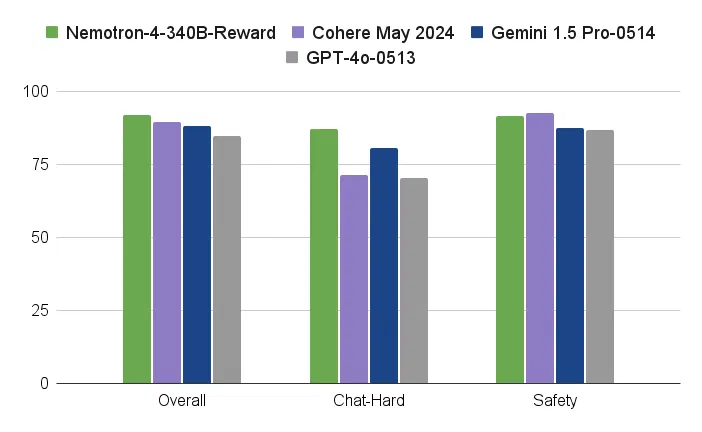 Nemotron-4-340B-Reward Cohere May 2024 Gemini 1.5 Pro-0514
GPT-4o-0513
100
75
50
25
0
Overall Chat-Hard Safety